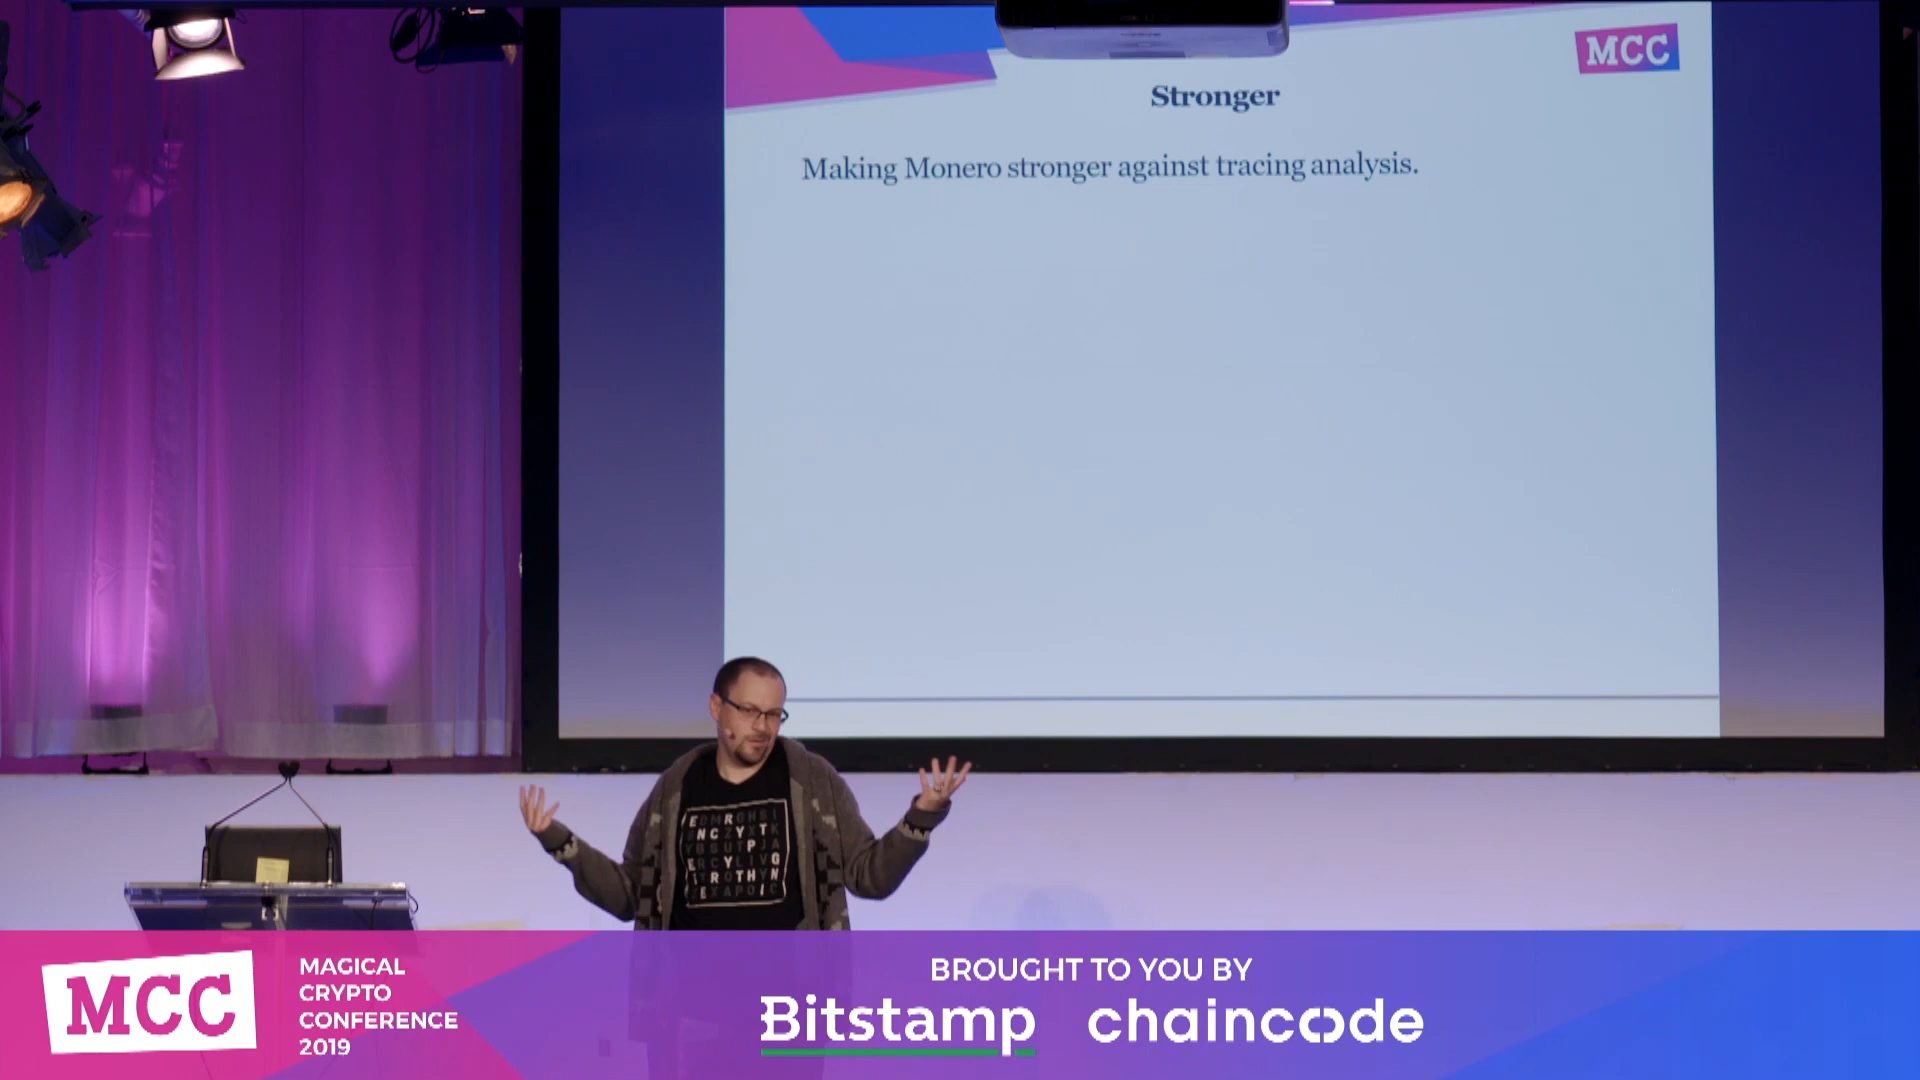 MCC
Stronger
Making Monero stronger against tracing analysis.
MCC
MAGICAL
CRYPTO
CONFERENCE
2019
BROUGHT TO YOU BY
Bitstamp chaincode